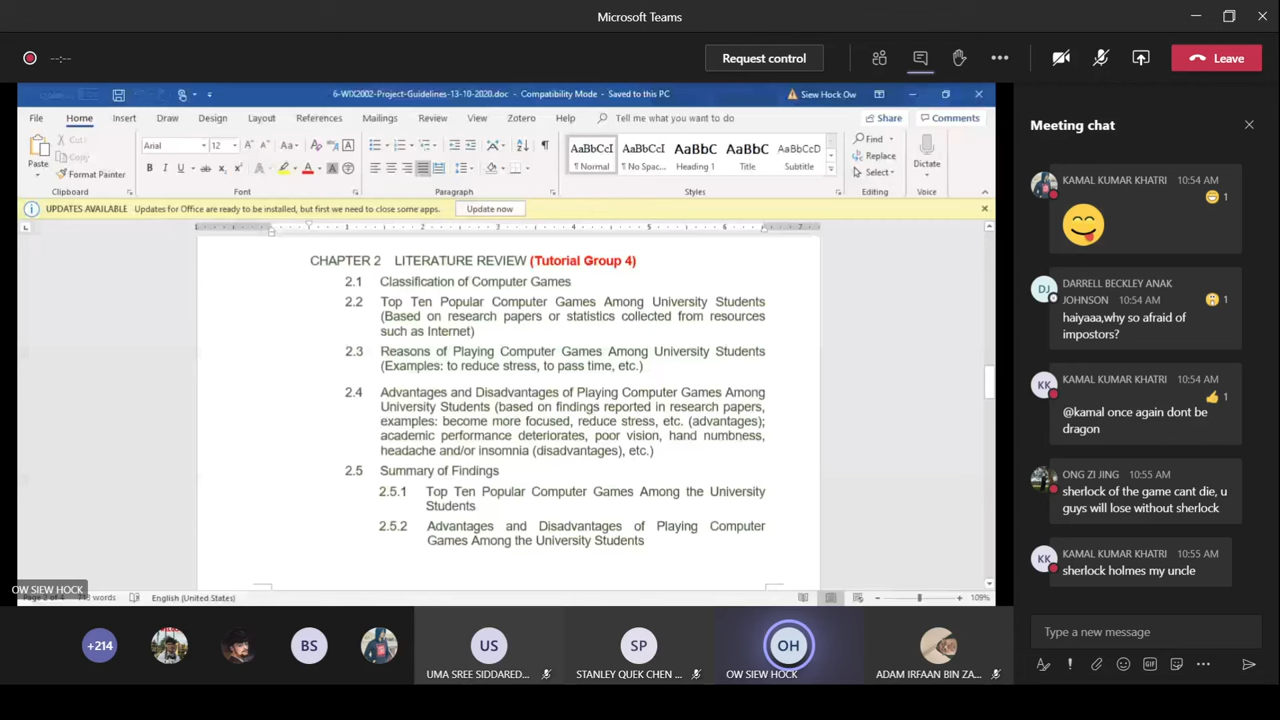 Microsoft Teams
--:--
Request control
Leave
6-WIX2002-Project-Guidelines-13-10-2020.doc - Compatibility Mode - Saved to this PC
Siew Hock Ow
File Home Insert Draw Design Layout References Mailings Review View Zotero Help Tell me what you want to do
Share Comments
Paste
Cut
Copy
Format Painter
Clipboard
Arial 12
Font
Paragraph
AaBbCcI AaBbCcI AaBbC AaBbC AaBbCcD
¶ Normal ¶ No Spac... Heading 1 Title Subtitle
Styles
Find
Replace
Select
Editing
Dictate
Voice
UPDATES AVAILABLE Updates for Office are ready to be installed, but first we need to close some apps. Update now
CHAPTER 2 LITERATURE REVIEW (Tutorial Group 4)
2.1 Classification of Computer Games
2.2 Top Ten Popular Computer Games Among University Students
(Based on research papers or statistics collected from resources
such as Internet)
2.3 Reasons of Playing Computer Games Among University Students
(Examples: to reduce stress, to pass time, etc.)
2.4 Advantages and Disadvantages of Playing Computer Games Among
University Students (based on findings reported in research papers,
examples: become more focused, reduce stress, etc. (advantages);
academic performance deteriorates, poor vision, hand numbness,
headache and/or insomnia (disadvantages), etc.)
2.5 Summary of Findings
2.5.1 Top Ten Popular Computer Games Among the University
Students
2.5.2 Advantages and Disadvantages of Playing Computer
Games Among the University Students
OW SIEW HOCK
words English (United States)
109%
+214
BS
US
UMA SREE SIDDARED...
SP
STANLEY QUEK CHEN ...
OH
OW SIEW HOCK
ADAM IRFAAN BIN ZA...
Meeting chat
KAMAL KUMAR KHATRI 10:54 AM
1
DJ
DARRELL BECKLEY ANAK
JOHNSON 10:54 AM
1
haiyaaa,why so afraid of
impostors?
KK
KAMAL KUMAR KHATRI 10:54 AM
1
@kamal once again dont be
dragon
ONG ZI JING 10:55 AM
sherlock of the game cant die, u
guys will lose without sherlock
KK
KAMAL KUMAR KHATRI 10:55 AM
sherlock holmes my uncle
Type a new message
GIF